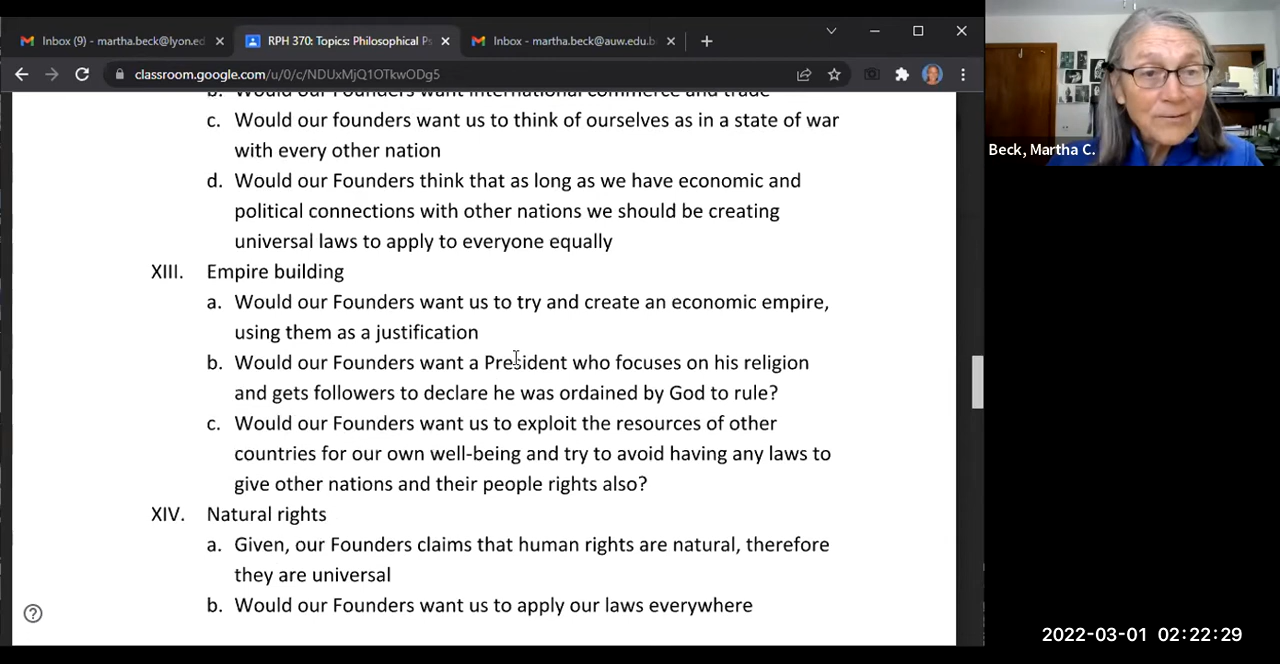 Inbox (9) - martha.beck@lyon.ed
RPH 370: Topics: Philosophical Ps
Inbox - martha.beck@auw.edu.b
classroom.google.com/u/0/c/NDUxMjQ1OTkwODg5
b. Would our Founders want international commerce and trade
c. Would our founders want us to think of ourselves as in a state of war
with every other nation
d. Would our Founders think that as long as we have economic and
political connections with other nations we should be creating
universal laws to apply to everyone equally
XIII. Empire building
a. Would our Founders want us to try and create an economic empire,
using them as a justification
b. Would our Founders want a President who focuses on his religion
and gets followers to declare he was ordained by God to rule?
c. Would our Founders want us to exploit the resources of other
countries for our own well-being and try to avoid having any laws to
give other nations and their people rights also?
XIV. Natural rights
a. Given, our Founders claims that human rights are natural, therefore
they are universal
b. Would our Founders want us to apply our laws everywhere
Beck, Martha C.
2022-03-01 02:22:29